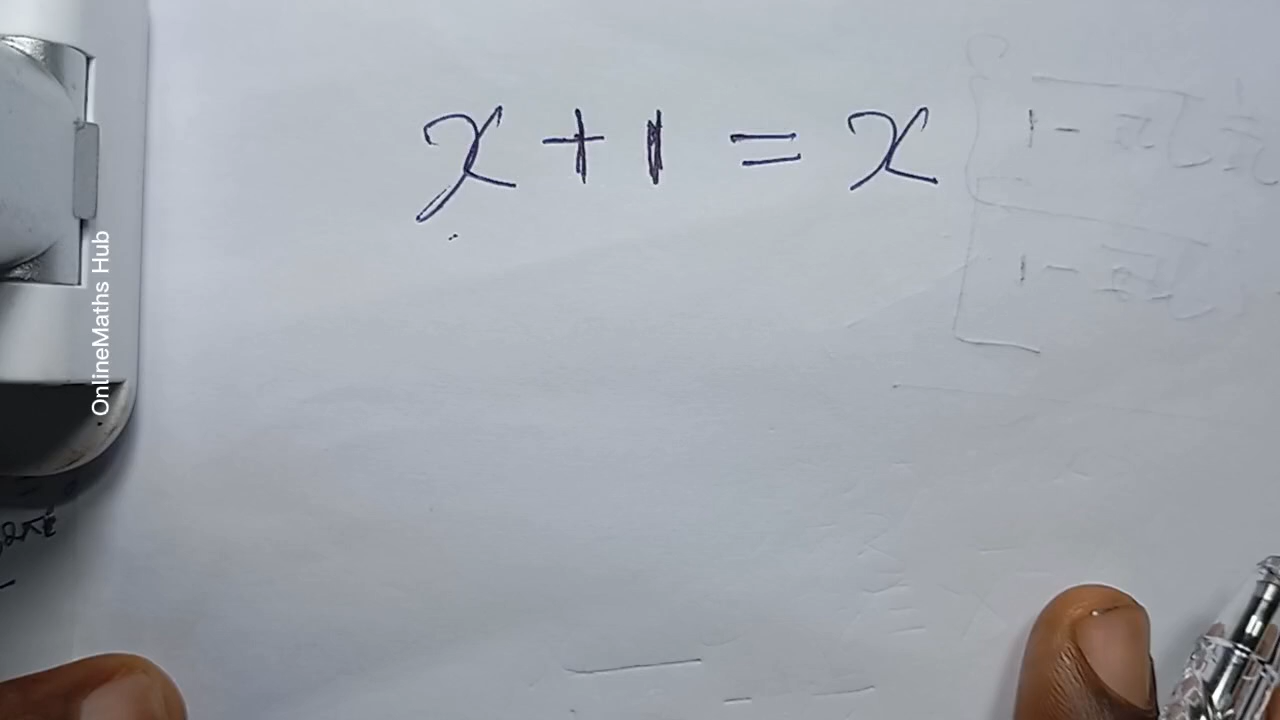 x + 1 = x
OnlineMaths Hub